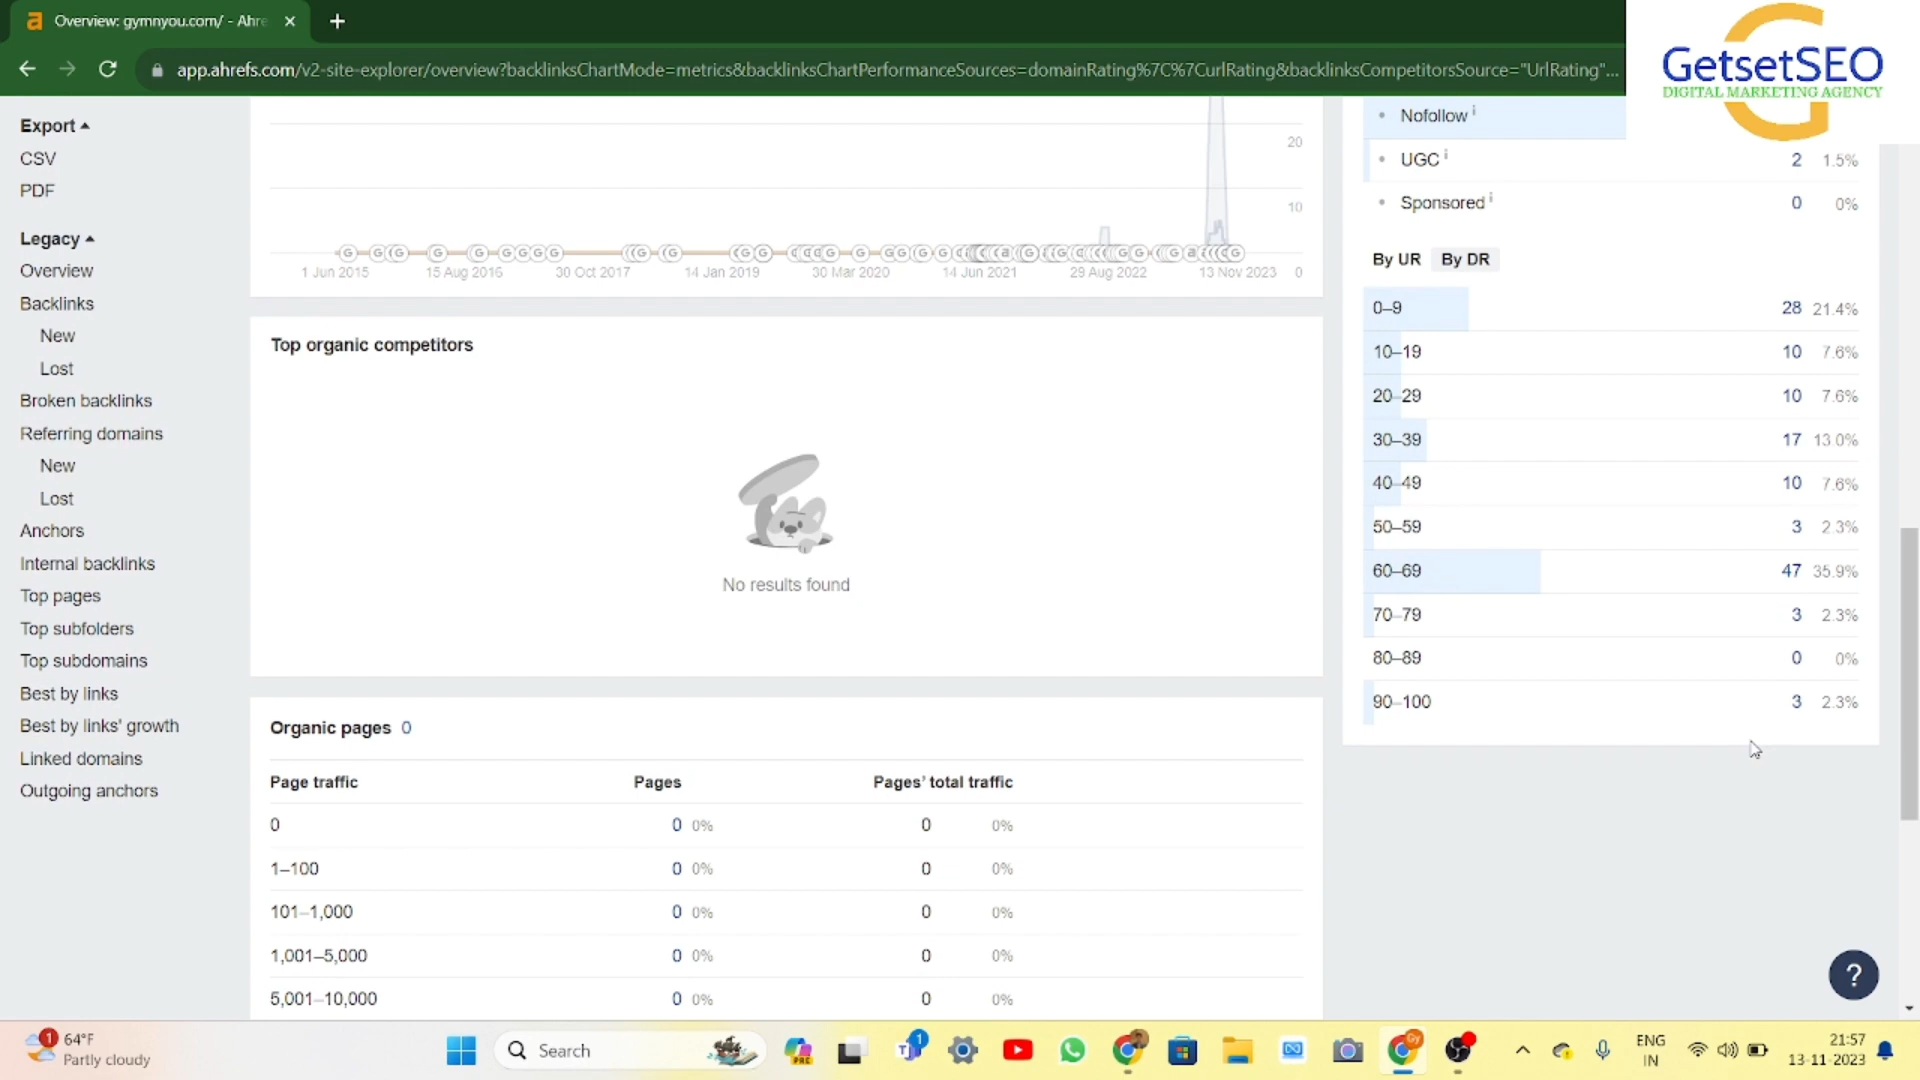 Overview: gymnyou.com/ - Ahre
app.ahrefs.com/v2-site-explorer/overview?backlinksChartMode=metrics&backlinksChartPerformanceSources=domainRating%7C%7CurlRating&backlinksCompetitorsSource="UrlRating"...
GetsetSEO
DIGITAL MARKETING AGENCY
Export
CSV
PDF
Legacy
Overview
Backlinks
New
Lost
Broken backlinks
Referring domains
New
Lost
Anchors
Internal backlinks
Top pages
Top subfolders
Top subdomains
Best by links
Best by links' growth
Linked domains
Outgoing anchors
20
10
1 Jun 2015 15 Aug 2016 30 Oct 2017 14 Jan 2019 30 Mar 2020 14 Jun 2021 29 Aug 2022 13 Nov 2023 0
Top organic competitors
No results found
Organic pages 0
Page traffic Pages Pages' total traffic
0 0 0% 0 0%
1–100 0 0% 0 0%
101–1,000 0 0% 0 0%
1,001–5,000 0 0% 0 0%
5,001–10,000 0 0% 0 0%
Nofollow i
UGC i 2 1.5%
Sponsored i 0 0%
By UR By DR
0–9 28 21.4%
10–19 10 7.6%
20–29 10 7.6%
30–39 17 13.0%
40–49 10 7.6%
50–59 3 2.3%
60–69 47 35.9%
70–79 3 2.3%
80–89 0 0%
90–100 3 2.3%
?
1
64°F
Partly cloudy
Search
PRE
1
Gy
ENG
IN
21:57
13-11-2023